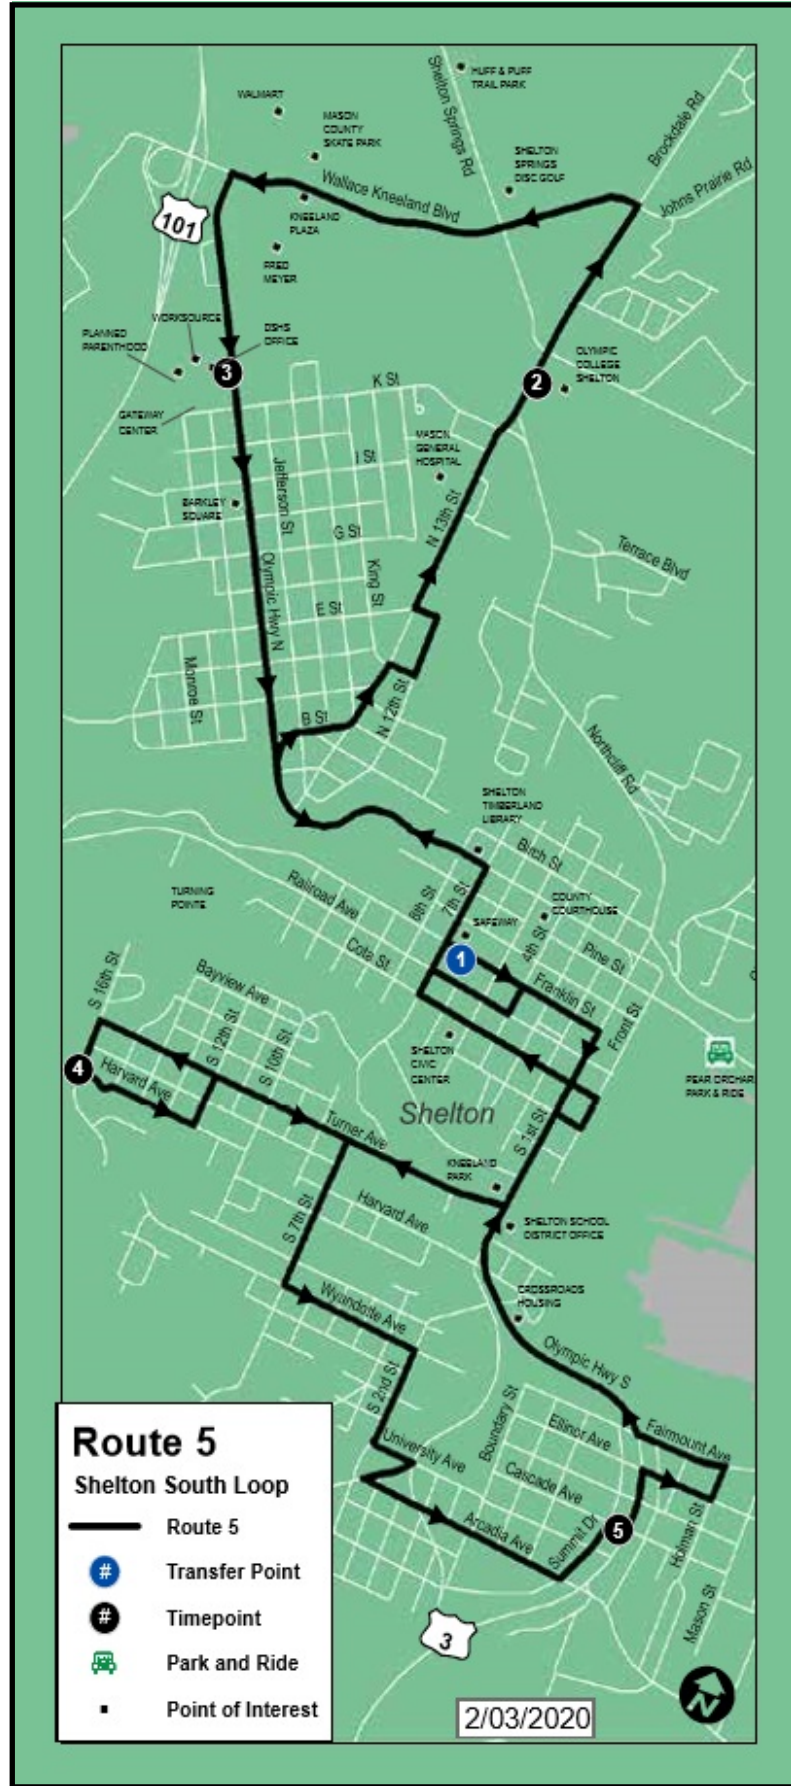 HUFF & PUFF
TRAIL PARK
Shelton Springs Rd
WALMART
Brockdale Rd
MASON
COUNTY
SKATE PARK
SHELTON
SPRINGS
DISC GOLF
Johns Prairie Rd
Wallace Kneeland Blvd
101
KNEELAND
PLAZA
FRED
MEYER
WORKSOURCE
DSHS
OFFICE
PLANNED
PARENTHOOD
3
2
OLYMPIC
COLLEGE
SHELTON
K St
GATEWAY
CENTER
MASON
GENERAL
HOSPITAL
I St
Jefferson St
BARKLEY
SQUARE
N 13th St
G St
Terrace Blvd
Olympic Hwy N
King St
E St
Monroe St
N 12th St
B St
Northcliff Rd
SHELTON
TIMBERLAND
LIBRARY
Birch St
Railroad Ave
TURNING
POINTE
8th St
7th St
COUNTY
COURTHOUSE
SAFEWAY
4th St
Cota St
Pine St
1
Bayview Ave
S 16th St
Franklin St
Front St
S 12th St
S 10th St
SHELTON
CIVIC
CENTER
4
Harvard Ave
PEAR ORCHAR
PARK & RIDE
Shelton
Turner Ave
S 1st St
KNEELAND
PARK
S 7th St
Harvard Ave
SHELTON SCHOOL
DISTRICT OFFICE
Wyandotte Ave
CROSSROADS
HOUSING
Olympic Hwy S
S 2nd St
Boundary St
Ellinor Ave
Fairmount Ave
University Ave
Cascade Ave
Arcadia Ave
Summit Dr
5
Holman St
Mason St
3
Route 5
Shelton South Loop
Route 5
# Transfer Point
# Timepoint
Park and Ride
Point of Interest
2/03/2020
N